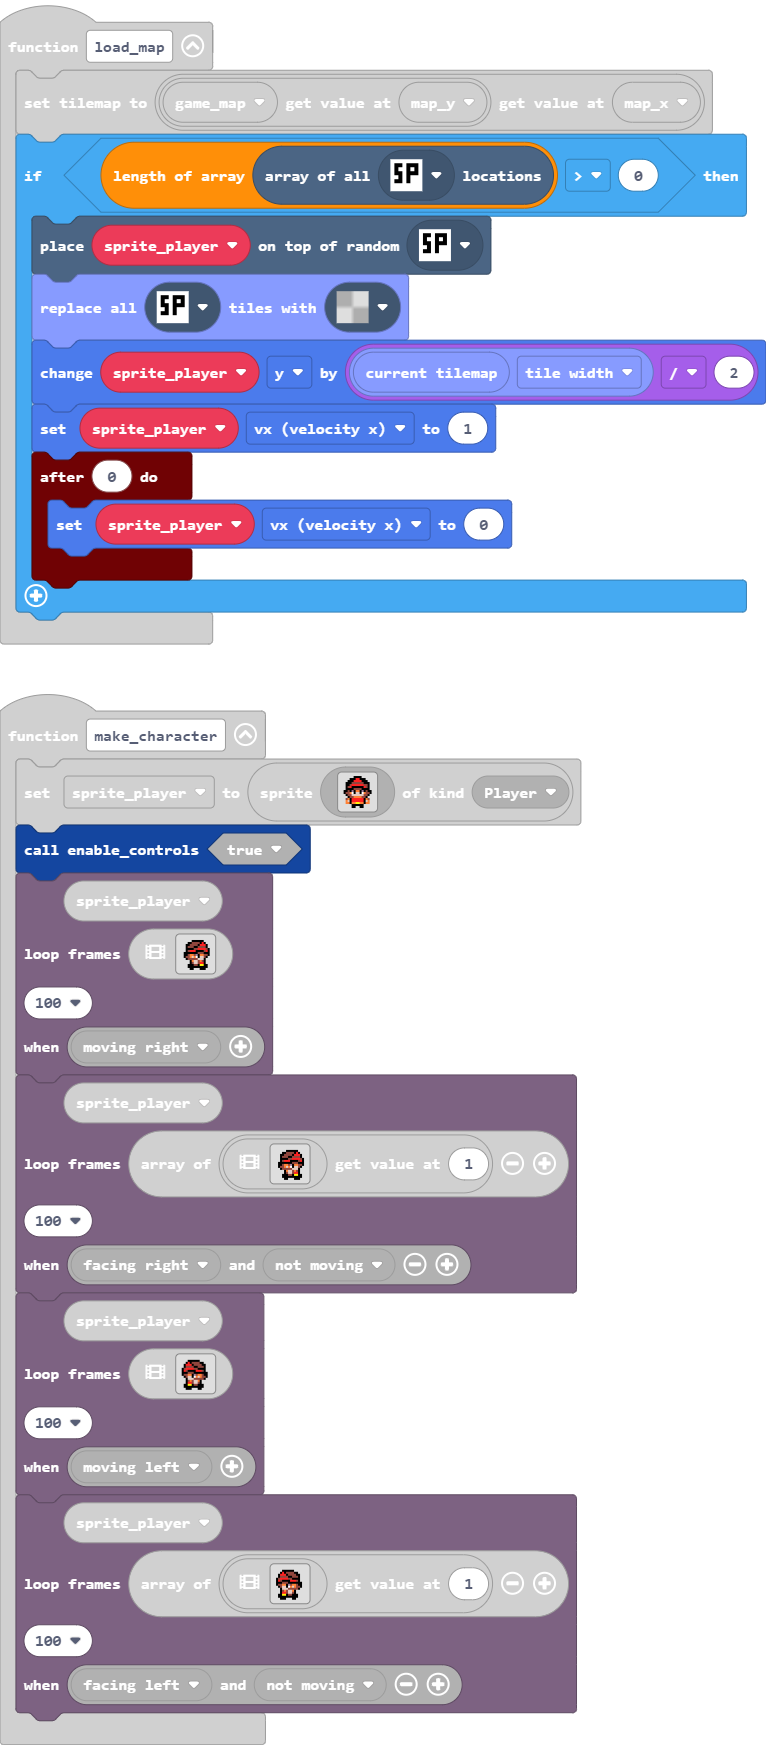 function load_map
set tilemap to game_map get value at map_y get value at map_x
if length of array array of all SP locations > 0 then
place sprite_player on top of random SP
replace all SP tiles with
change sprite_player y by current tilemap tile width / 2
set sprite_player vx (velocity x) to 1
after 0 do
set sprite_player vx (velocity x) to 0
function make_character
set sprite_player to sprite of kind Player
call enable_controls true
sprite_player
loop frames
100
when moving right
sprite_player
loop frames array of get value at 1
100
when facing right and not moving
sprite_player
loop frames
100
when moving left
sprite_player
loop frames array of get value at 1
100
when facing left and not moving